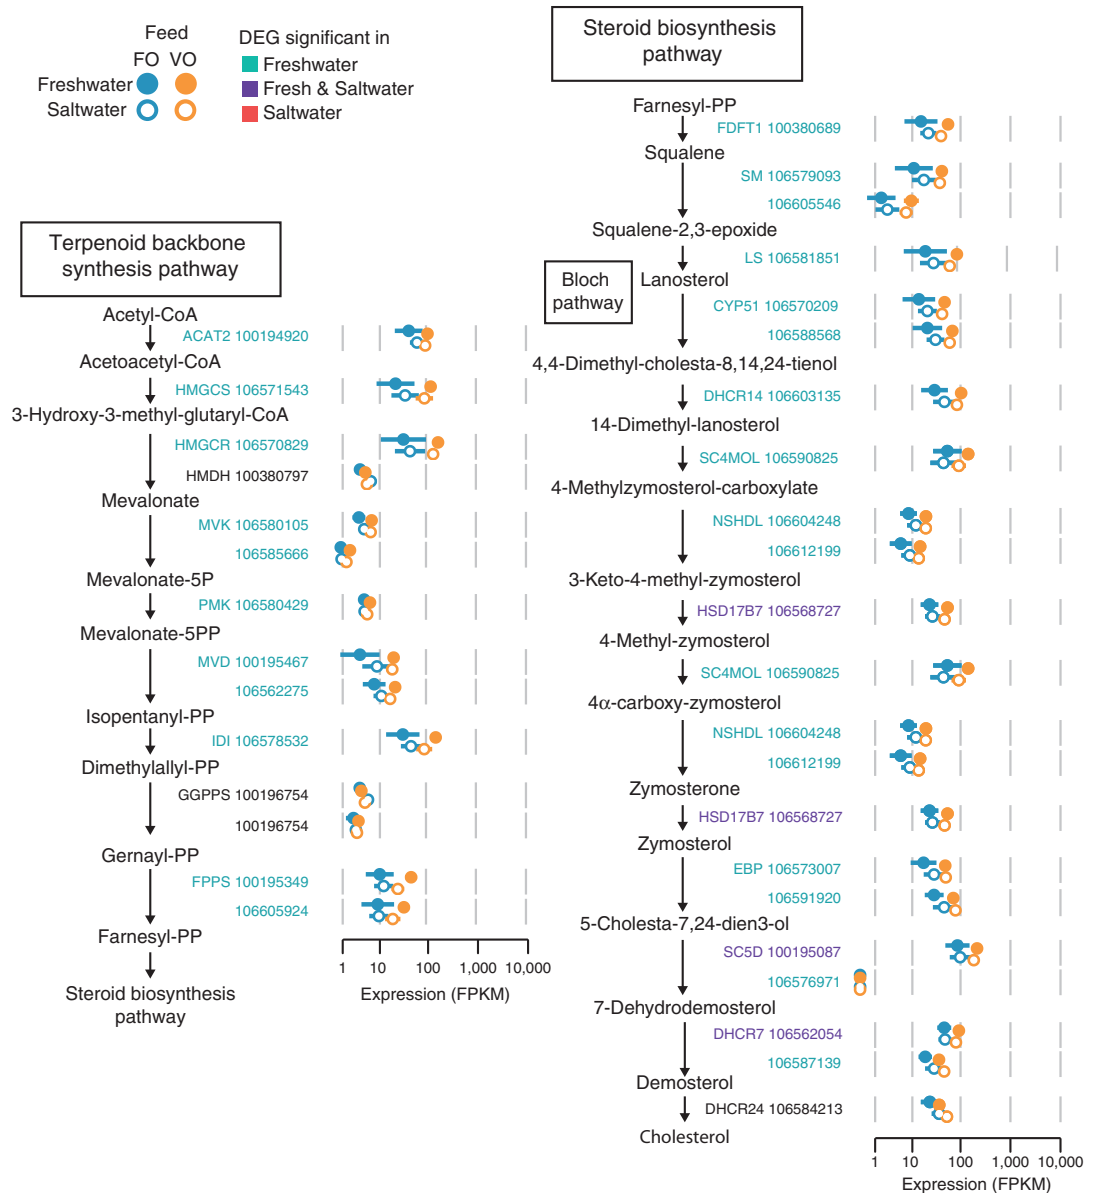 Feed
FO VO
Freshwater
Saltwater
DEG significant in
Freshwater
Fresh & Saltwater
Saltwater
Terpenoid backbone
synthesis pathway
Acetyl-CoA
ACAT2 100194920
Acetoacetyl-CoA
HMGCS 106571543
3-Hydroxy-3-methyl-glutaryl-CoA
HMGCR 106570829
HMDH 100380797
Mevalonate
MVK 106580105
106585666
Mevalonate-5P
PMK 106580429
Mevalonate-5PP
MVD 100195467
106562275
Isopentanyl-PP
IDI 106578532
Dimethylallyl-PP
GGPPS 100196754
100196754
Gernayl-PP
FPPS 100195349
106605924
Farnesyl-PP
Steroid biosynthesis
pathway
1 10 100 1,000 10,000
Expression (FPKM)
Steroid biosynthesis
pathway
Farnesyl-PP
FDFT1 100380689
Squalene
SM 106579093
106605546
Squalene-2,3-epoxide
LS 106581851
Bloch
pathway
Lanosterol
CYP51 106570209
106588568
4,4-Dimethyl-cholesta-8,14,24-tienol
DHCR14 106603135
14-Dimethyl-lanosterol
SC4MOL 106590825
4-Methylzymosterol-carboxylate
NSHDL 106604248
106612199
3-Keto-4-methyl-zymosterol
HSD17B7 106568727
4-Methyl-zymosterol
SC4MOL 106590825
4α-carboxy-zymosterol
NSHDL 106604248
106612199
Zymosterone
HSD17B7 106568727
Zymosterol
EBP 106573007
106591920
5-Cholesta-7,24-dien3-ol
SC5D 100195087
106576971
7-Dehydrodemosterol
DHCR7 106562054
106587139
Demosterol
DHCR24 106584213
Cholesterol
1 10 100 1,000 10,000
Expression (FPKM)